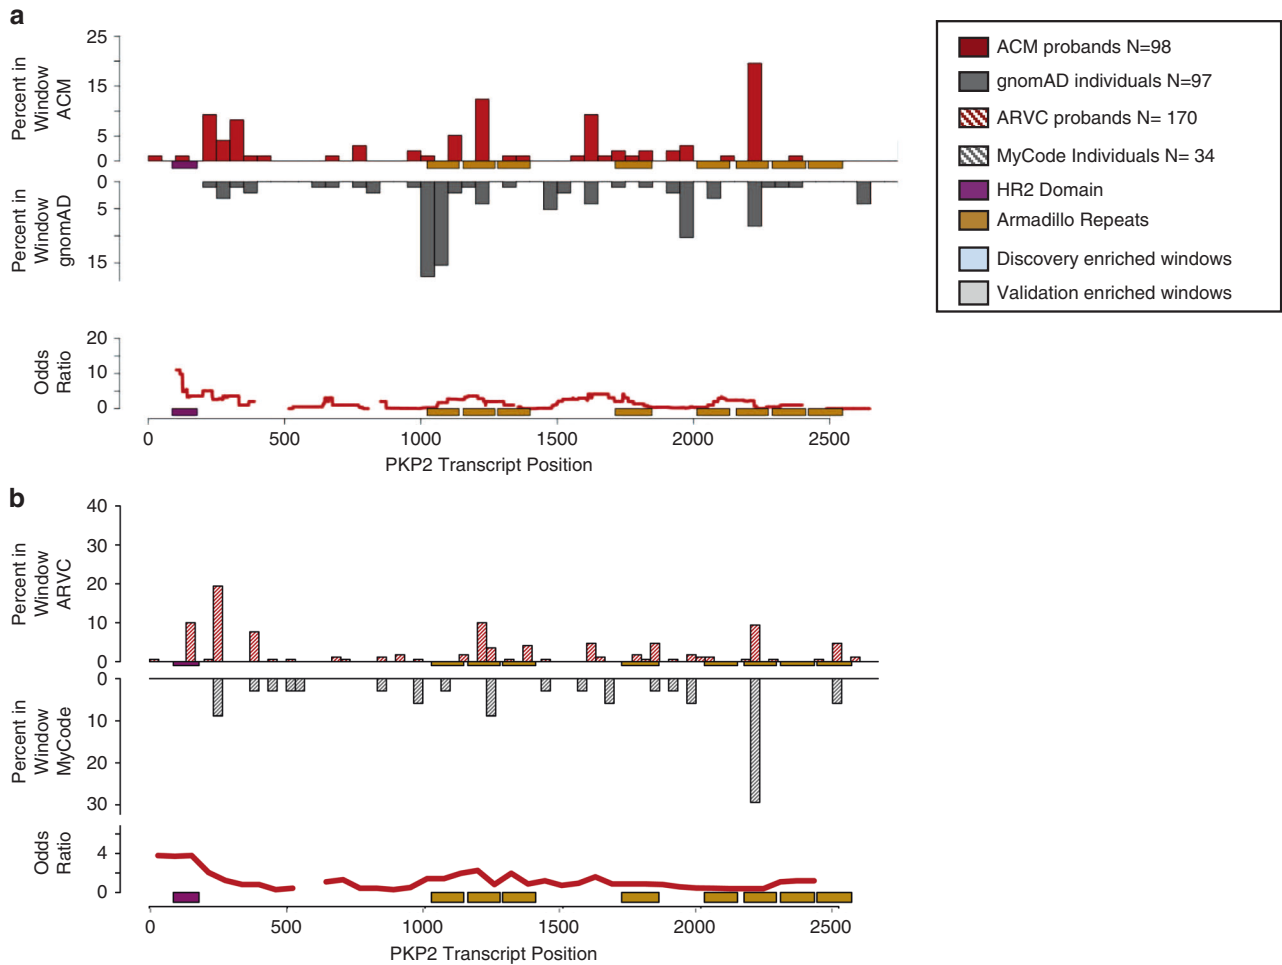 a
Percent in
Window
ACM
25
15
5
0
Percent in
Window
gnomAD
0
5
15
Odds
Ratio
20
10
0
0 500 1000 1500 2000 2500
PKP2 Transcript Position
ACM probands N=98
gnomAD individuals N=97
ARVC probands N= 170
MyCode Individuals N= 34
HR2 Domain
Armadillo Repeats
Discovery enriched windows
Validation enriched windows
b
Percent in
Window
ARVC
40
30
20
10
0
Percent in
Window
MyCode
0
10
20
30
Odds
Ratio
4
0
0 500 1000 1500 2000 2500
PKP2 Transcript Position